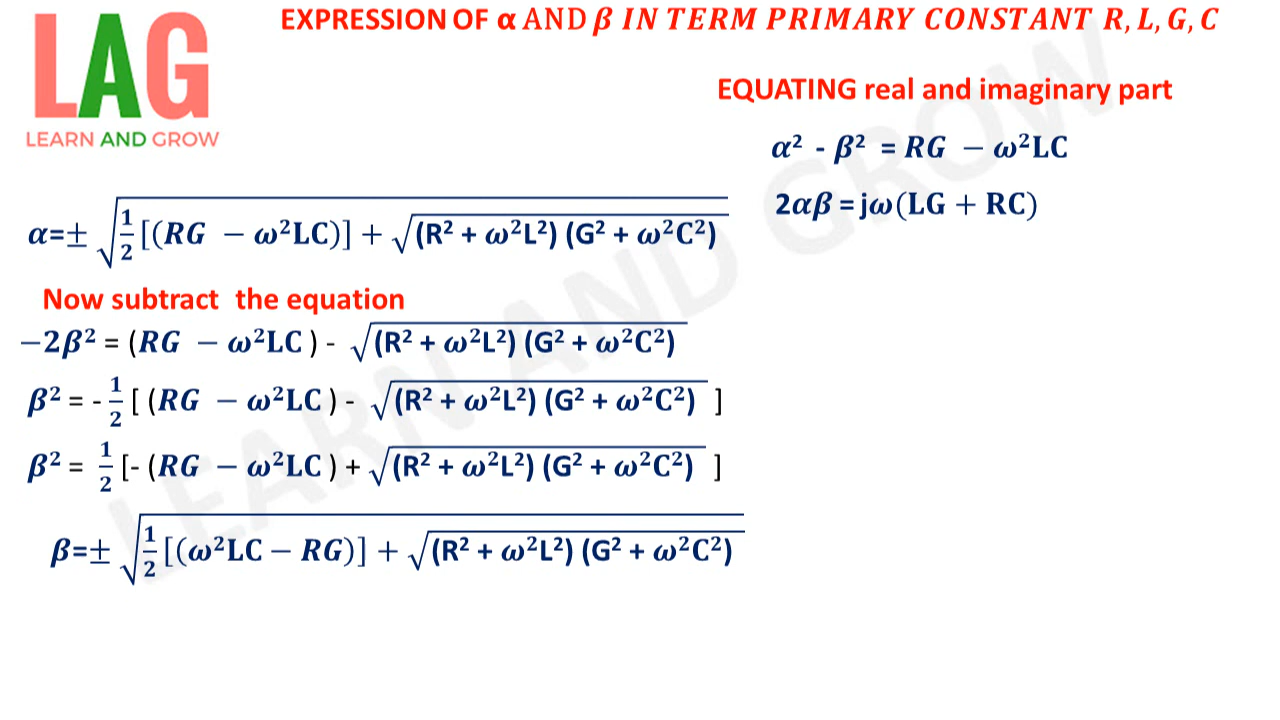 LAG
LEARN AND GROW
EXPRESSION OF α AND β IN TERM PRIMARY CONSTANT R, L, G, C
EQUATING real and imaginary part
α² - β² = RG − ω²LC
2αβ = jω(LG + RC)
α=± √(1/2 [(RG − ω²LC)] + √((R² + ω²L²) (G² + ω²C²)))
Now subtract the equation
−2β² = (RG − ω²LC ) - √((R² + ω²L²) (G² + ω²C²))
β² = - 1/2 [ (RG − ω²LC ) - √((R² + ω²L²) (G² + ω²C²)) ]
β² = 1/2 [- (RG − ω²LC ) + √((R² + ω²L²) (G² + ω²C²)) ]
β=± √(1/2 [(ω²LC − RG)] + √((R² + ω²L²) (G² + ω²C²)))
LEARN AND GROW